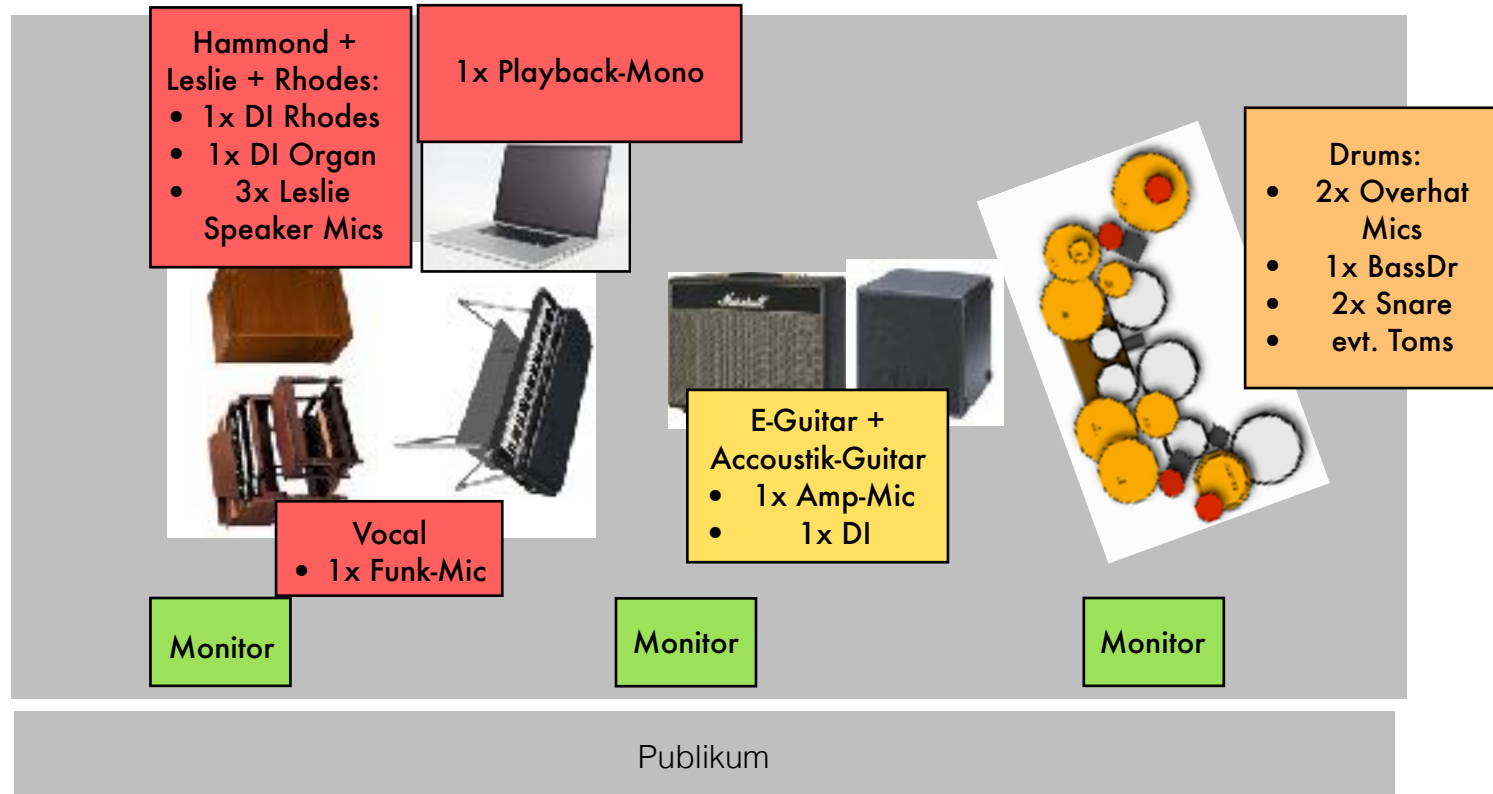 Hammond +
Leslie + Rhodes:
• 1x DI Rhodes
• 1x DI Organ
• 3x Leslie
Speaker Mics
1x Playback-Mono
Drums:
• 2x Overhat
Mics
• 1x BassDr
• 2x Snare
• evt. Toms
Marshall
E-Guitar +
Accoustik-Guitar
• 1x Amp-Mic
• 1x DI
Vocal
• 1x Funk-Mic
Monitor
Monitor
Monitor
Publikum